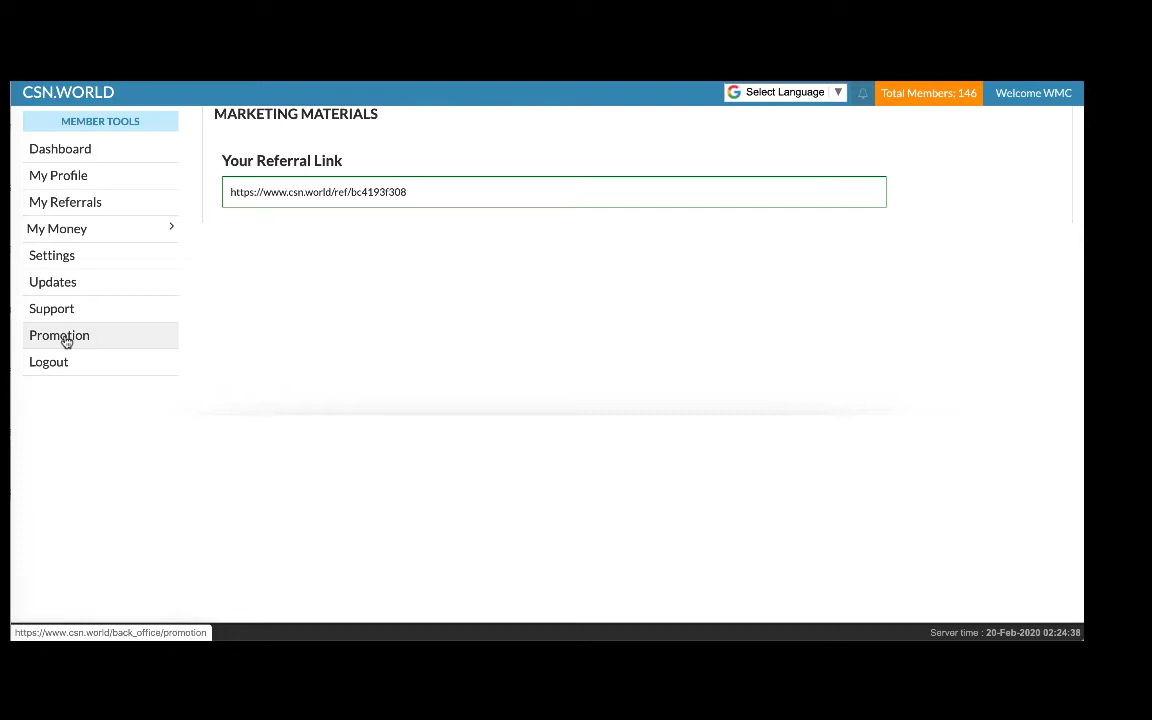 CSN.WORLD
Select Language ▼
Total Members: 146
Welcome WMC
MEMBER TOOLS
Dashboard
My Profile
My Referrals
My Money
Settings
Updates
Support
Promotion
Logout
MARKETING MATERIALS
Your Referral Link
https://www.csn.world/ref/bc4193f308
https://www.csn.world/back_office/promotion
Server time : 20-Feb-2020 02:24:38